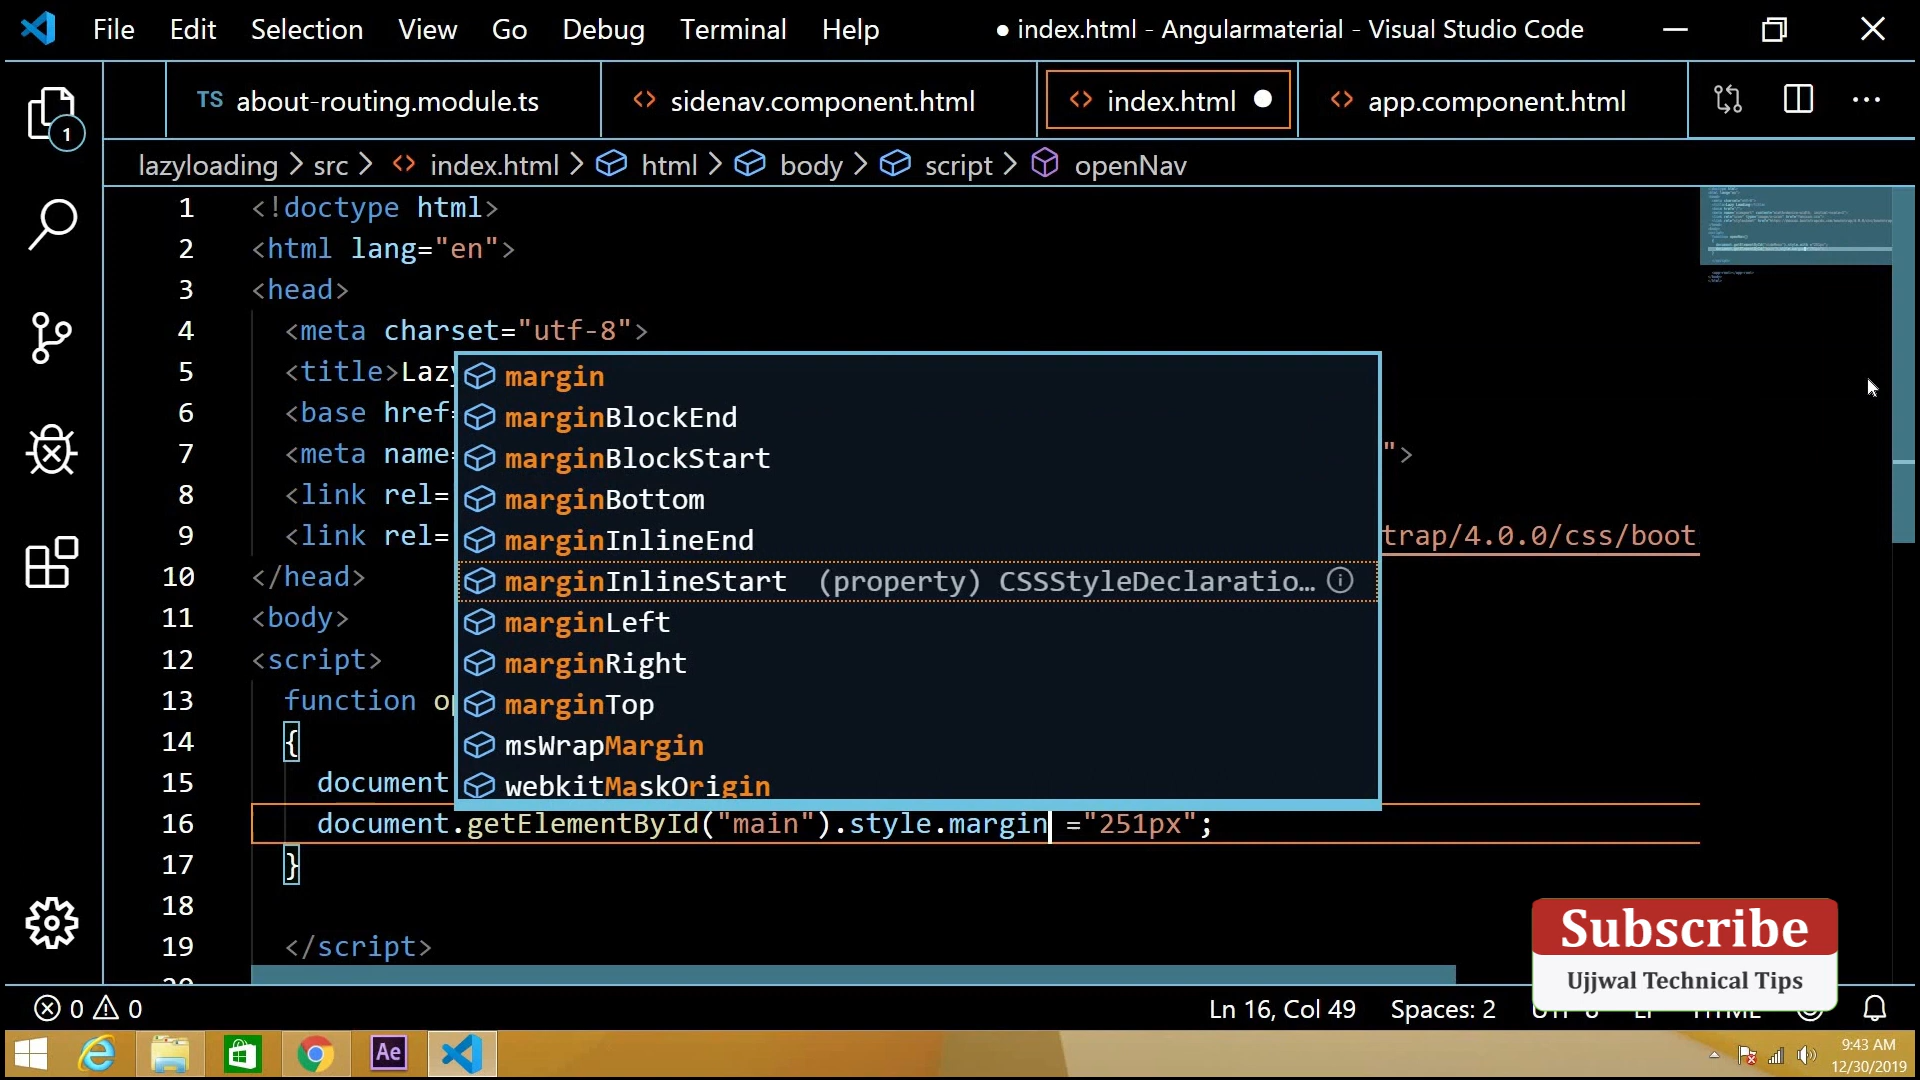 File Edit Selection View Go Debug Terminal Help ● index.html - Angularmaterial - Visual Studio Code
TS about-routing.module.ts <> sidenav.component.html <> index.html ● <> app.component.html ...
1
lazyloading > src > <> index.html > html > body > script > openNav
1 <!doctype html>
2 <html lang="en">
3 <head>
4 <meta charset="utf-8">
5 <title>Lazy
6 <base href=
7 <meta name= ">
8 <link rel=
9 <link rel= trap/4.0.0/css/boot
10 </head>
11 <body>
12 <script>
13 function op
14 {
15 document
16 document.getElementById("main").style.margin ="251px";
17 }
18
19 </script>
margin
marginBlockEnd
marginBlockStart
marginBottom
marginInlineEnd
marginInlineStart (property) CSSStyleDeclaratio...
marginLeft
marginRight
marginTop
msWrapMargin
webkitMaskOrigin
Subscribe
Ujjwal Technical Tips
0 0 Ln 16, Col 49 Spaces: 2
Ae
9:43 AM
12/30/2019